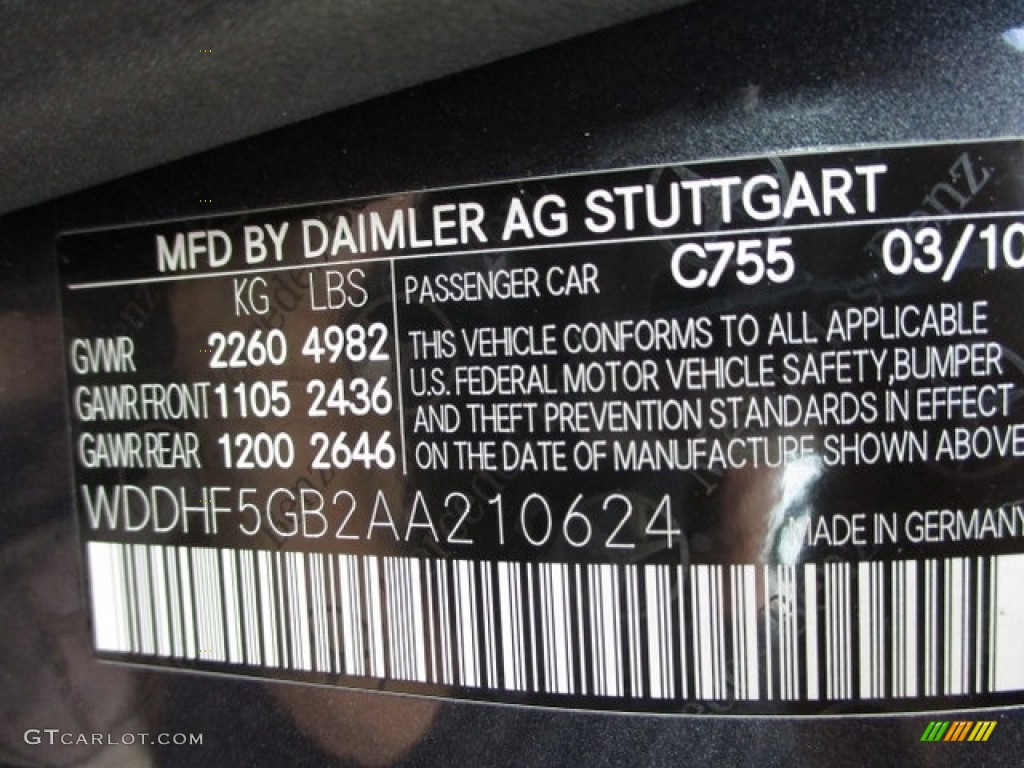 MFD BY DAIMLER AG STUTTGART
KG LBS
GVWR 2260 4982
GAWR FRONT 1105 2436
GAWR REAR 1200 2646
PASSENGER CAR C755 03/10
THIS VEHICLE CONFORMS TO ALL APPLICABLE
U.S. FEDERAL MOTOR VEHICLE SAFETY,BUMPER
AND THEFT PREVENTION STANDARDS IN EFFECT
ON THE DATE OF MANUFACTURE SHOWN ABOVE
WDDHF5GB2AA210624
MADE IN GERMANY
GTCARLOT.COM